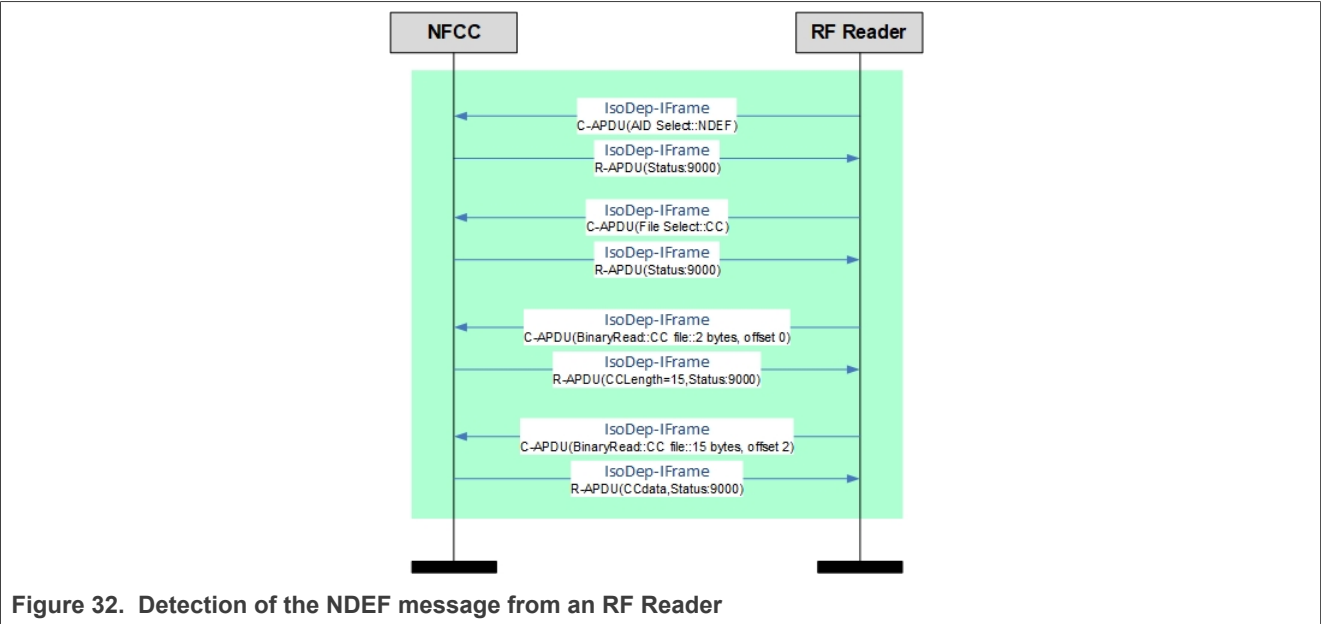 NFCC
RF Reader
IsoDep-IFrame
C-APDU(AID Select::NDEF)
IsoDep-IFrame
R-APDU(Status:9000)
IsoDep-IFrame
C-APDU(File Select::CC)
IsoDep-IFrame
R-APDU(Status:9000)
IsoDep-IFrame
C-APDU(BinaryRead::CC file::2 bytes, offset 0)
IsoDep-IFrame
R-APDU(CCLength=15,Status:9000)
IsoDep-IFrame
C-APDU(BinaryRead::CC file::15 bytes, offset 2)
IsoDep-IFrame
R-APDU(CCdata,Status:9000)
Figure 32. Detection of the NDEF message from an RF Reader